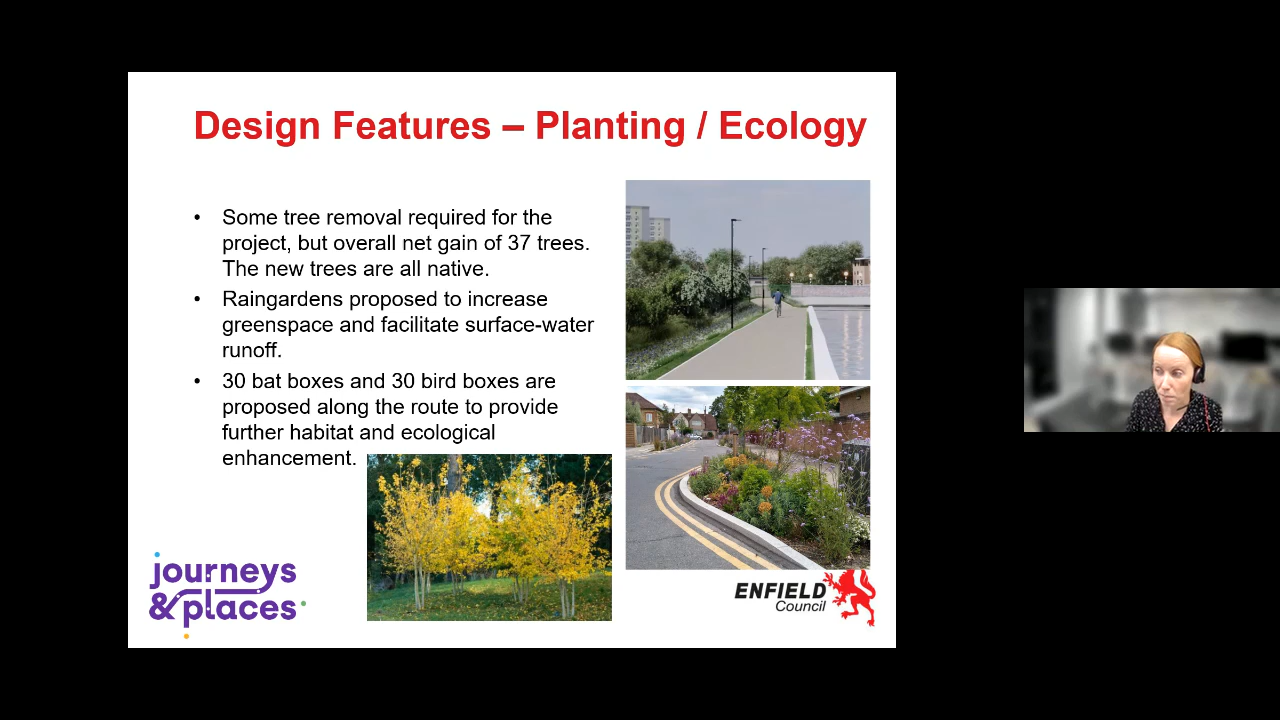 Design Features – Planting / Ecology
• Some tree removal required for the
project, but overall net gain of 37 trees.
The new trees are all native.
• Raingardens proposed to increase
greenspace and facilitate surface-water
runoff.
• 30 bat boxes and 30 bird boxes are
proposed along the route to provide
further habitat and ecological
enhancement.
journeys
&places
ENFIELD
Council